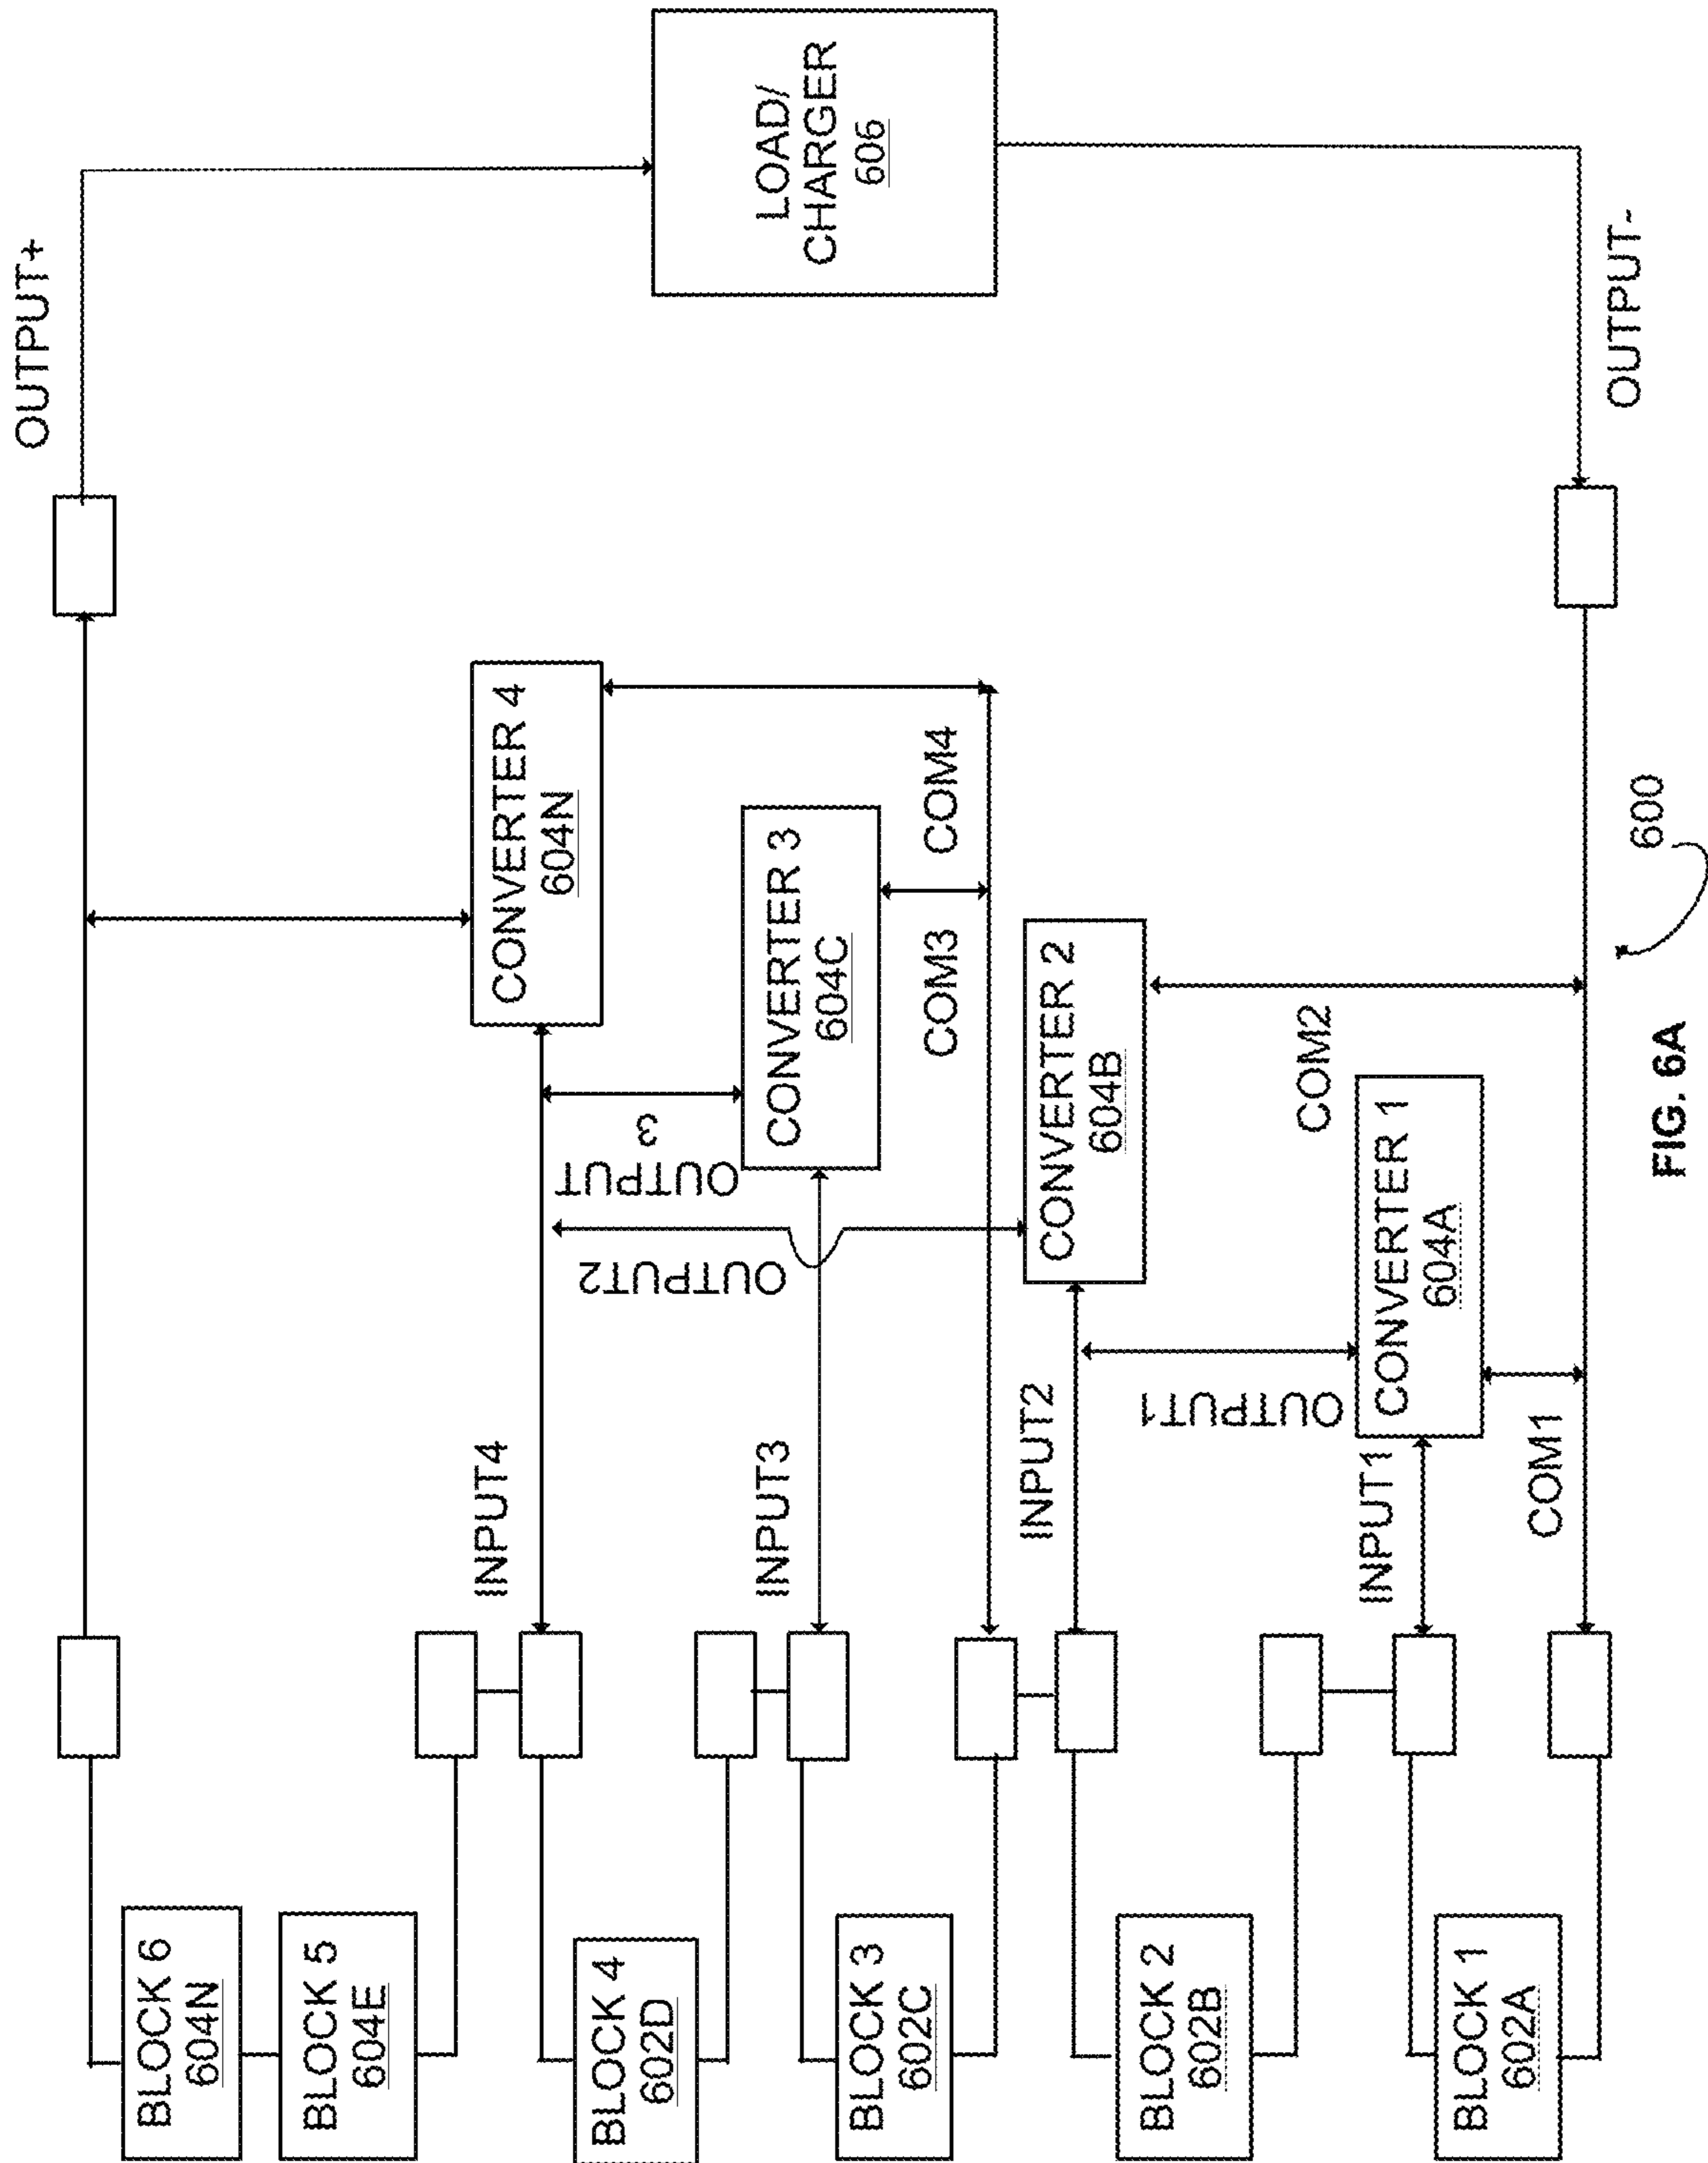 OUTPUT+
LOAD/
CHARGER
606
OUTPUT-
CONVERTER 4
604N
CONVERTER 3
604C
COM4
COM3
OUTPUT
3
OUTPUT2
CONVERTER 2
604B
COM2
CONVERTER 1
604A
OUTPUT1
INPUT4
INPUT3
INPUT2
INPUT1
COM1
BLOCK 6
604N
BLOCK 5
604E
BLOCK 4
602D
BLOCK 3
602C
BLOCK 2
602B
BLOCK 1
602A
600
FIG. 6A